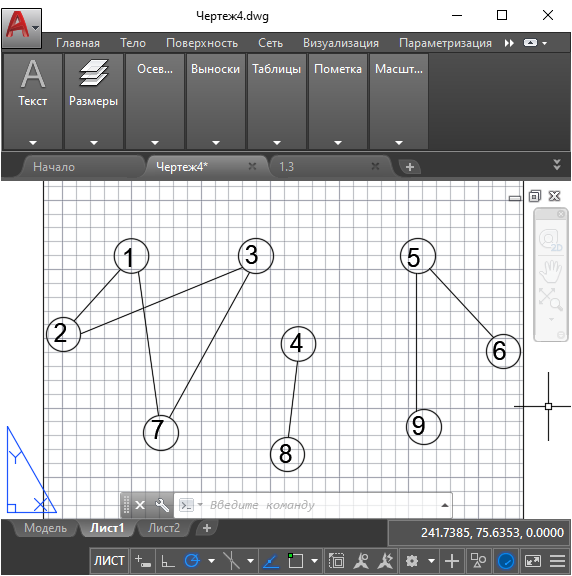 A
Чертеж4.dwg
Главная Тело Поверхность Сеть Визуализация Параметризация
A
Текст Размеры Осев... Выноски Таблицы Пометка Масшт...
Начало Чертеж4* 1.3
2D
1 3 5
2 4 6
7 8 9
Y
X
Введите команду
Модель Лист1 Лист2 +
241.7385, 75.6353, 0.0000
ЛИСТ